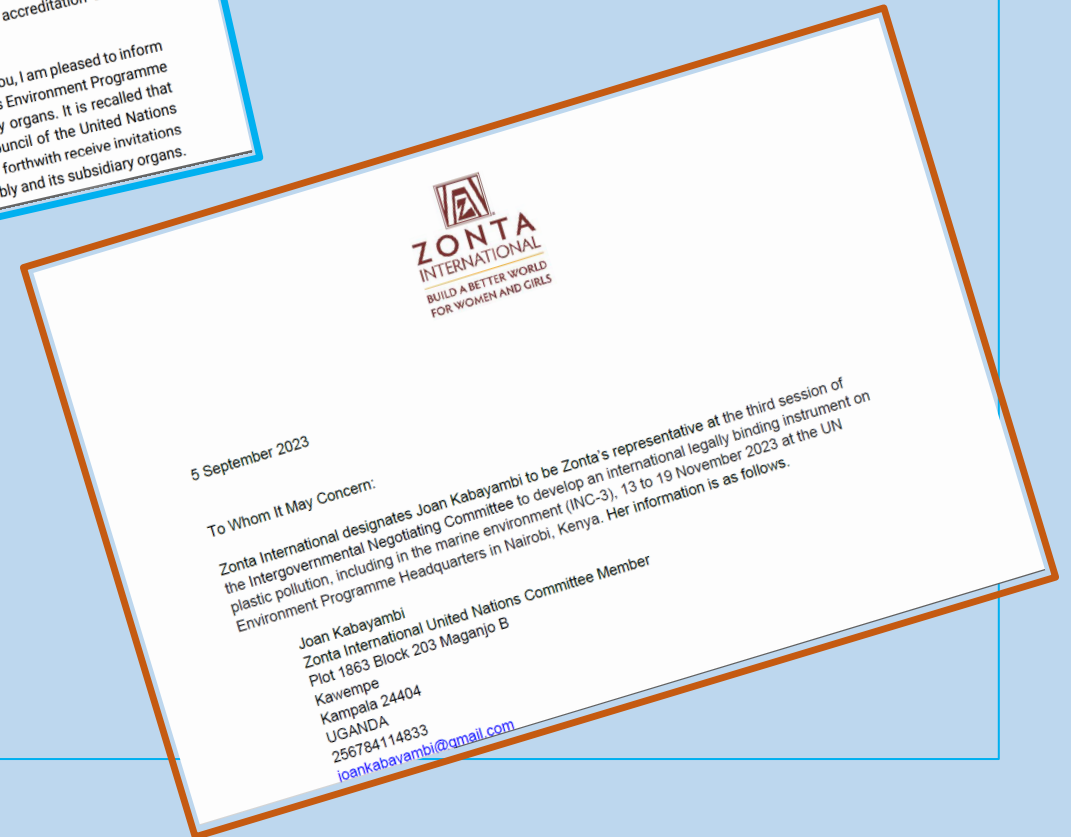 accreditation
ou, I am pleased to inform
s Environment Programme
y organs. It is recalled that
ouncil of the United Nations
forthwith receive invitations
bly and its subsidiary organs.
ZONTA
INTERNATIONAL
BUILD A BETTER WORLD
FOR WOMEN AND GIRLS
5 September 2023
To Whom It May Concern:
Zonta International designates Joan Kabayambi to be Zonta's representative at the third session of
the Intergovernmental Negotiating Committee to develop an international legally binding instrument on
plastic pollution, including in the marine environment (INC-3), 13 to 19 November 2023 at the UN
Environment Programme Headquarters in Nairobi, Kenya. Her information is as follows.
Joan Kabayambi
Zonta International United Nations Committee Member
Plot 1863 Block 203 Maganjo B
Kawempe
Kampala 24404
UGANDA
256784114833
joankabayambi@gmail.com